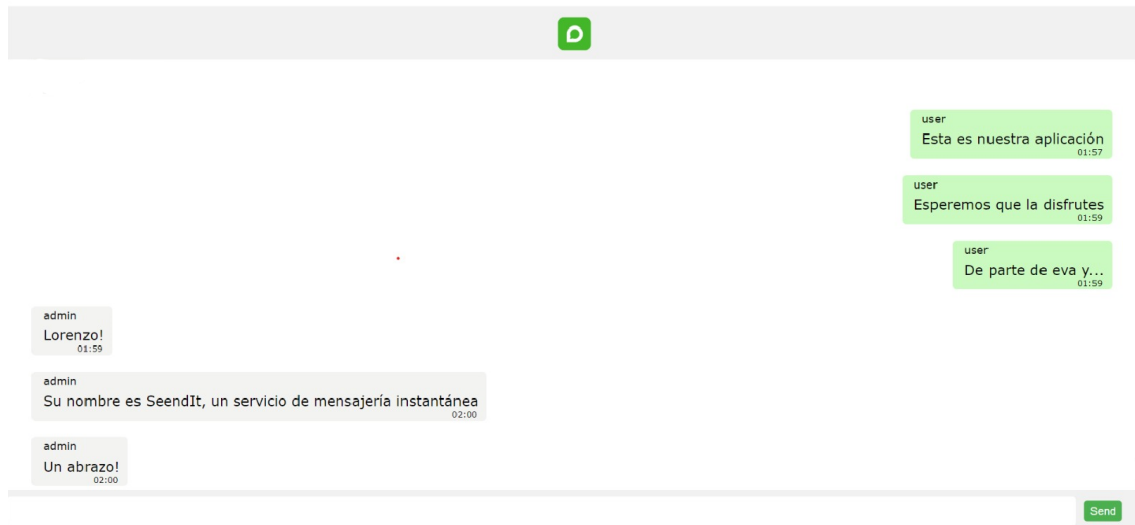 user
Esta es nuestra aplicación
01:57
user
Esperemos que la disfrutes
01:59
user
De parte de eva y...
01:59
admin
Lorenzo!
01:59
admin
Su nombre es SeendIt, un servicio de mensajería instantánea
02:00
admin
Un abrazo!
02:00
Send